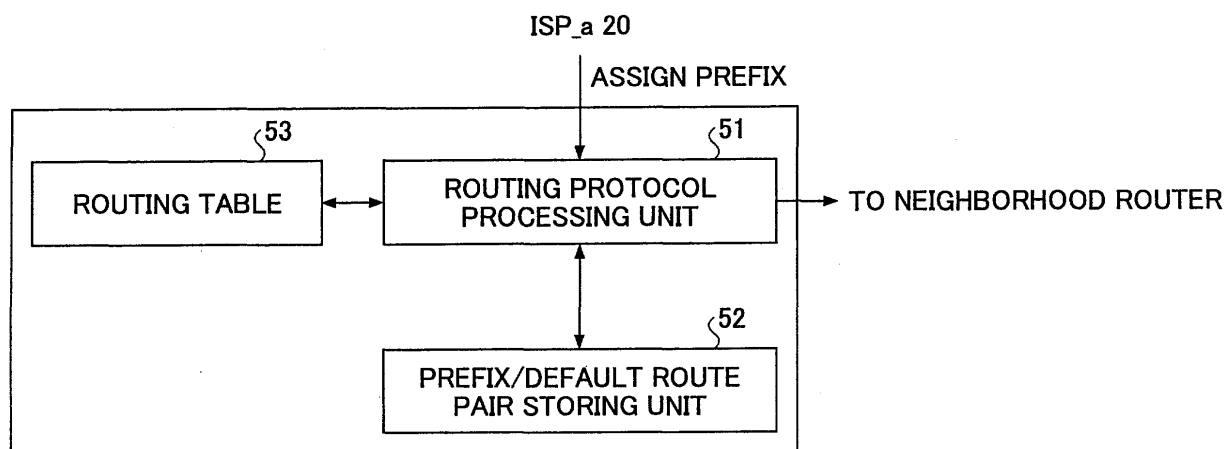 ISP_a 20
ASSIGN PREFIX
53
51
ROUTING TABLE
ROUTING PROTOCOL
PROCESSING UNIT
TO NEIGHBORHOOD ROUTER
52
PREFIX/DEFAULT ROUTE
PAIR STORING UNIT